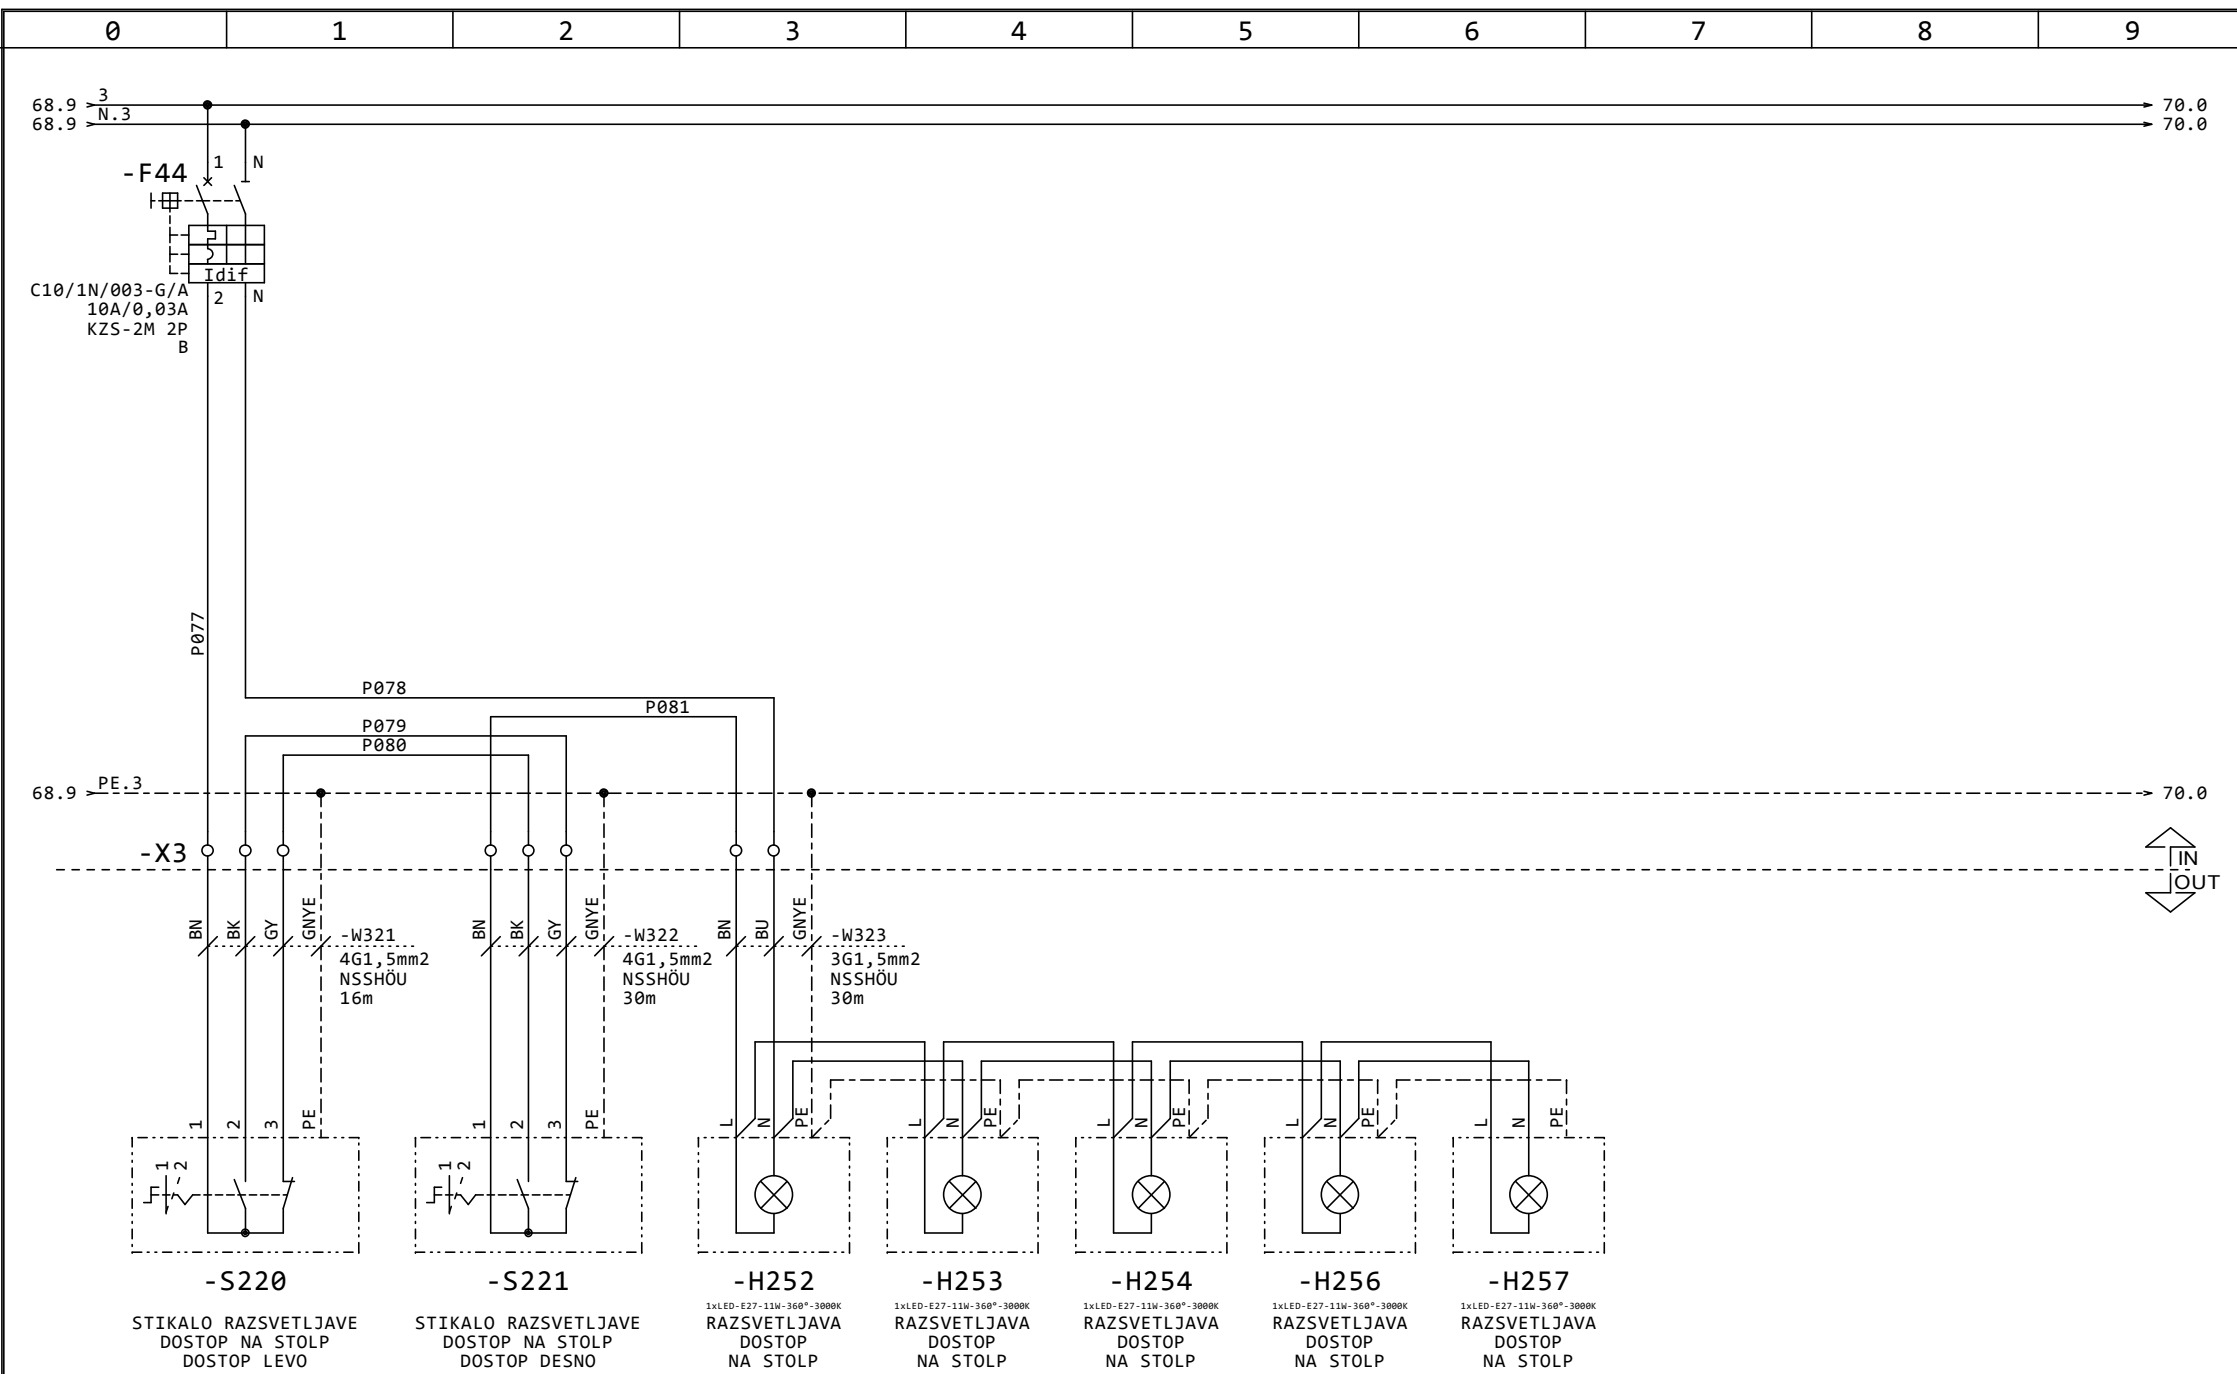 0 1 2 3 4 5 6 7 8 9
68.9 3 70.0
68.9 N.3 70.0
-F44
1 N
Idif
2 N
C10/1N/003-G/A
10A/0,03A
KZS-2M 2P
B
P077
P078
P081
P079
P080
68.9 PE.3 70.0
-X3
IN
OUT
BN BK GY GNYE
-W321
4G1,5mm2
NSSHÖU
16m
BN BK GY GNYE
-W322
4G1,5mm2
NSSHÖU
30m
BN BU GNYE
-W323
3G1,5mm2
NSSHÖU
30m
1 2 3 PE
1 2 3 PE
L N PE
L N PE
L N PE
L N PE
L N PE
1 2
1 2
-S220
STIKALO RAZSVETLJAVE
DOSTOP NA STOLP
DOSTOP LEVO
-S221
STIKALO RAZSVETLJAVE
DOSTOP NA STOLP
DOSTOP DESNO
-H252
1xLED-E27-11W-360°-3000K
RAZSVETLJAVA
DOSTOP
NA STOLP
-H253
1xLED-E27-11W-360°-3000K
RAZSVETLJAVA
DOSTOP
NA STOLP
-H254
1xLED-E27-11W-360°-3000K
RAZSVETLJAVA
DOSTOP
NA STOLP
-H256
1xLED-E27-11W-360°-3000K
RAZSVETLJAVA
DOSTOP
NA STOLP
-H257
1xLED-E27-11W-360°-3000K
RAZSVETLJAVA
DOSTOP
NA STOLP